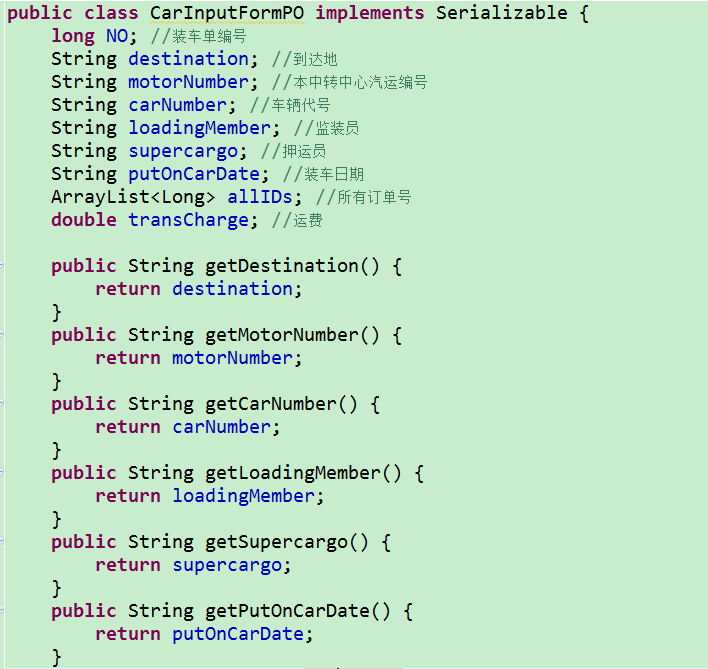 public class CarInputFormPO implements Serializable {
long NO; //装车单编号
String destination; //到达地
String motorNumber; //本中转中心汽运编号
String carNumber; //车辆代号
String loadingMember; //监装员
String supercargo; //押运员
String putOnCarDate; //装车日期
ArrayList<Long> allIDs; //所有订单号
double transCharge; //运费
public String getDestination() {
return destination;
}
public String getMotorNumber() {
return motorNumber;
}
public String getCarNumber() {
return carNumber;
}
public String getLoadingMember() {
return loadingMember;
}
public String getSupercargo() {
return supercargo;
}
public String getPutOnCarDate() {
return putOnCarDate;
}